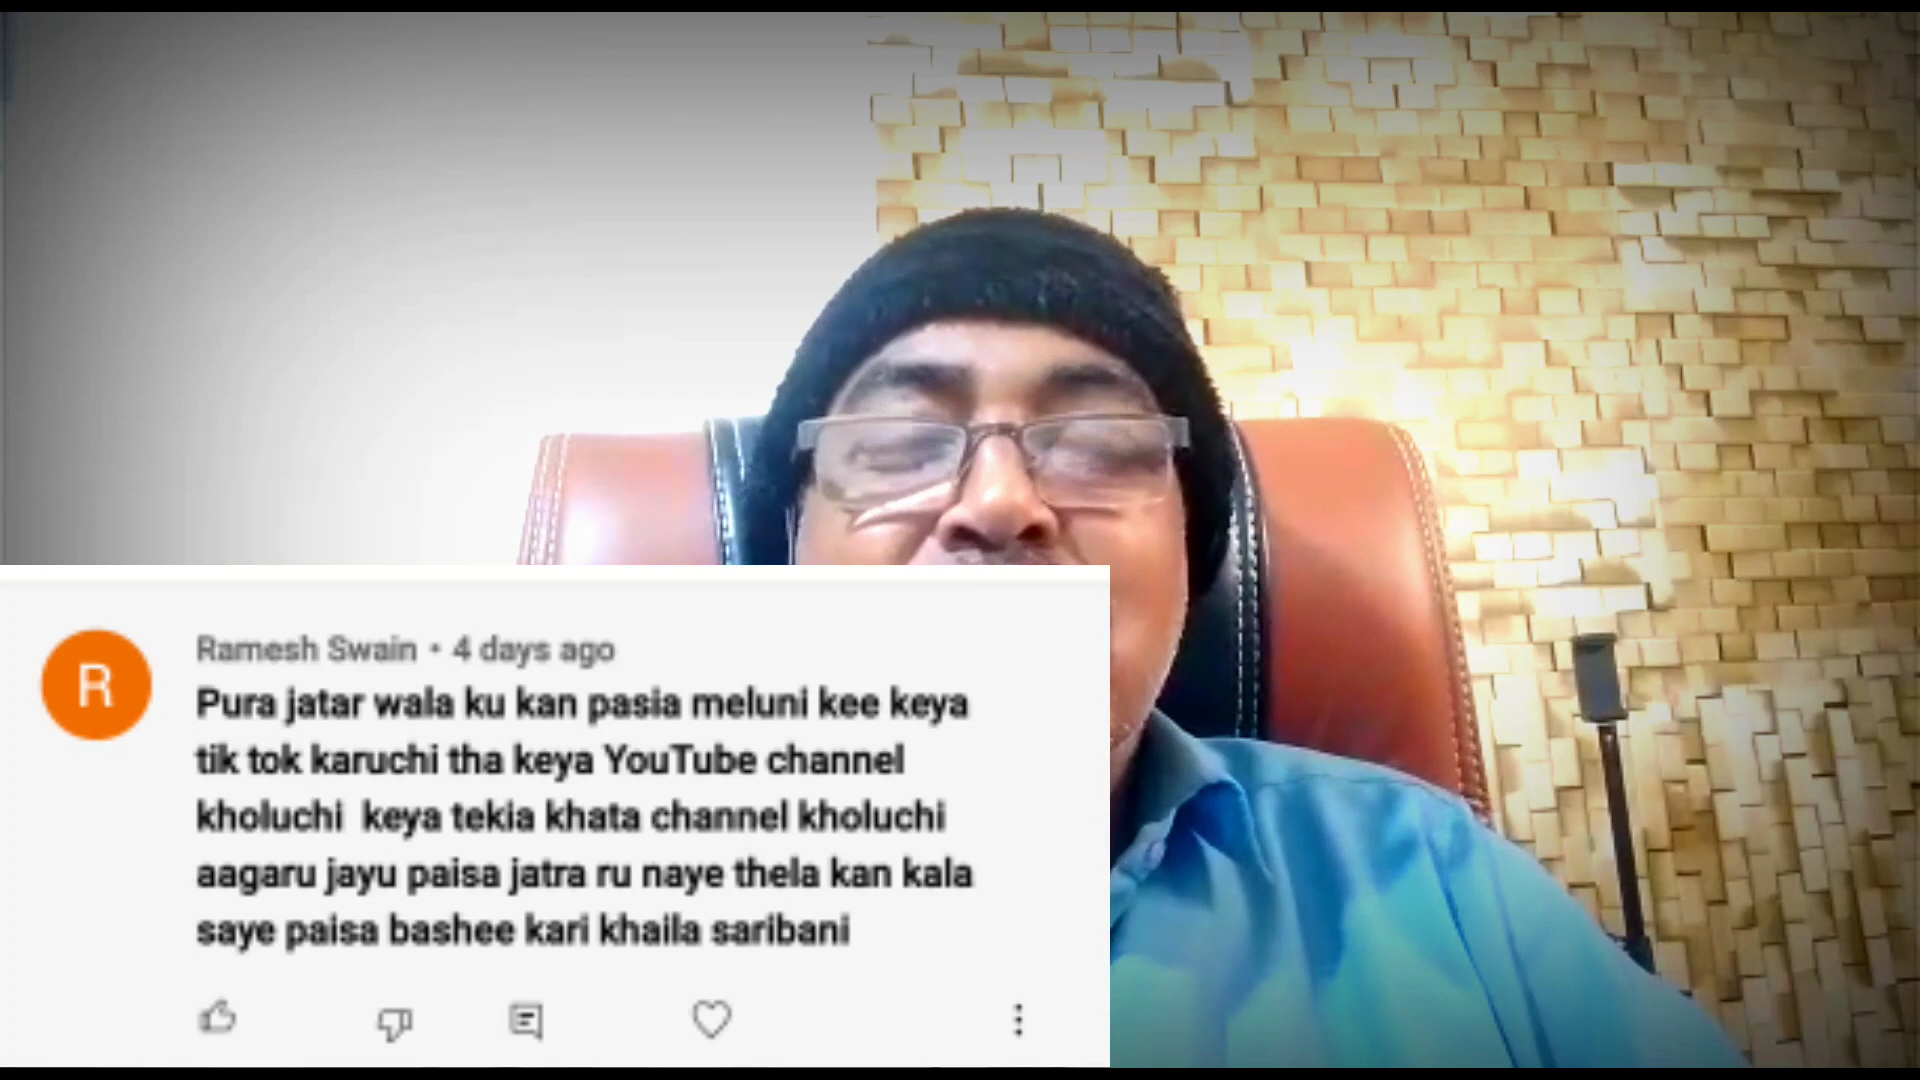 R
Ramesh Swain • 4 days ago
Pura jatar wala ku kan pasia meluni kee keya
tik tok karuchi tha keya YouTube channel
kholuchi keya tekia khata channel kholuchi
aagaru jayu paisa jatra ru naye thela kan kala
saye paisa bashee kari khaila saribani